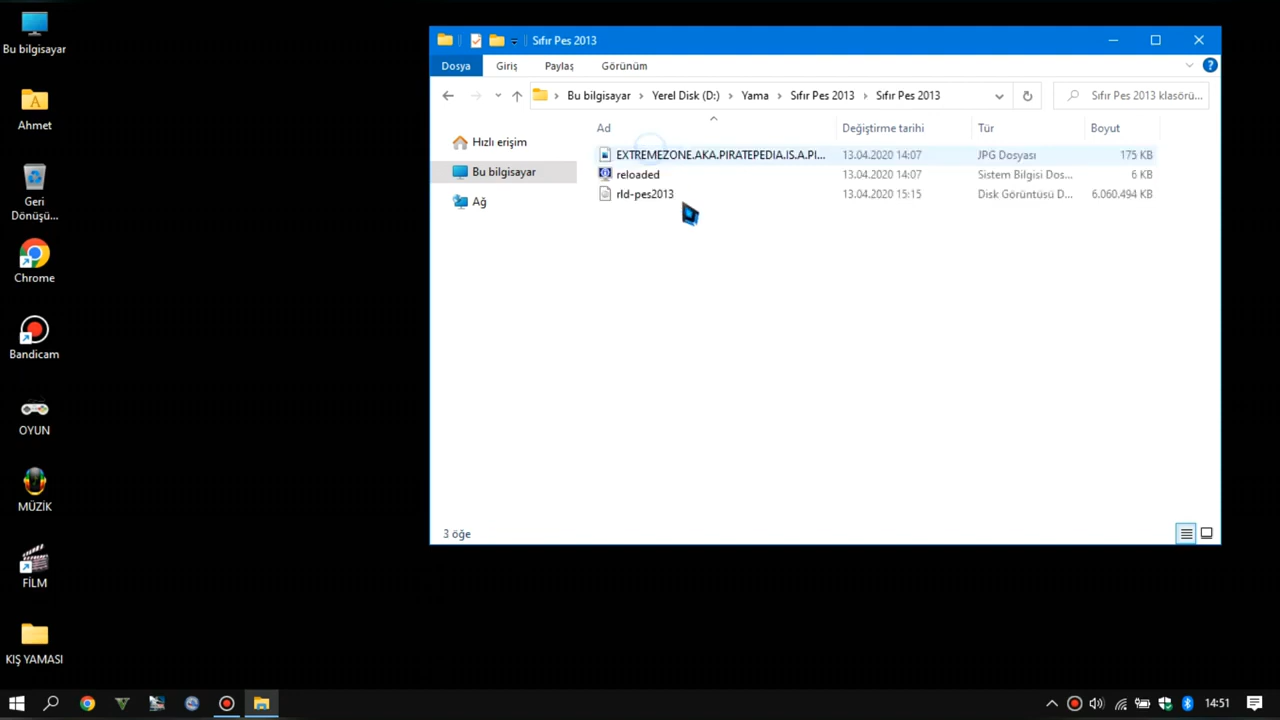 Bu bilgisayar
Ahmet
Geri
Dönüşü...
Chrome
Bandicam
OYUN
MÜZİK
FİLM
KIŞ YAMASI
Sıfır Pes 2013
Dosya
Giriş
Paylaş
Görünüm
Bu bilgisayar
Yerel Disk (D:)
Yama
Sıfır Pes 2013
Sıfır Pes 2013
Sıfır Pes 2013 klasörü...
Hızlı erişim
Bu bilgisayar
Ağ
Ad
Değiştirme tarihi
Tür
Boyut
EXTREMEZONE.AKA.PIRATEPEDIA.IS.A.PI... 13.04.2020 14:07 JPG Dosyası 175 KB
reloaded 13.04.2020 14:07 Sistem Bilgisi Dos... 6 KB
rld-pes2013 13.04.2020 15:15 Disk Görüntüsü D... 6.060.494 KB
3 öğe
14:51